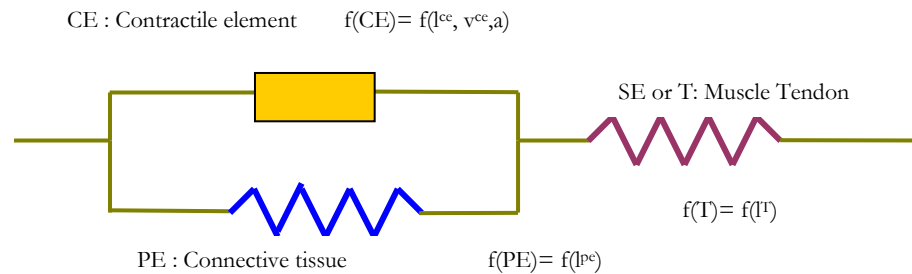 CE : Contractile element f(CE)= f(lᶜᵉ, vᶜᵉ,a)
SE or T: Muscle Tendon
f(T) = f(lᵀ)
PE : Connective tissue f(PE)= f(lᵖᵉ)